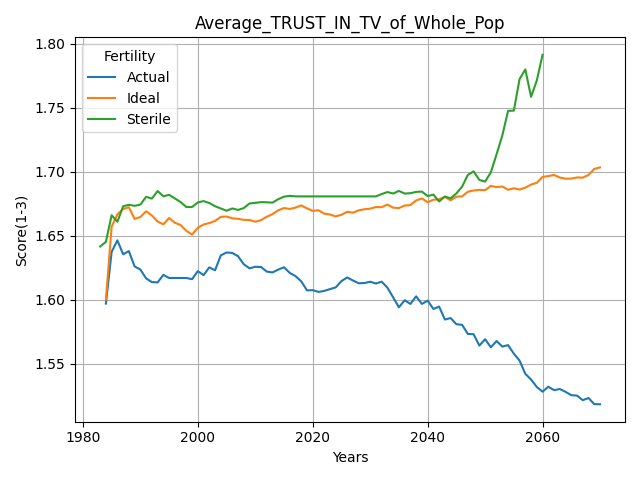 Average_TRUST_IN_TV_of_Whole_Pop
Score(1-3)
1.80
1.75
1.70
1.65
1.60
1.55
Fertility
Actual
Ideal
Sterile
1980
2000
2020
2040
2060
Years